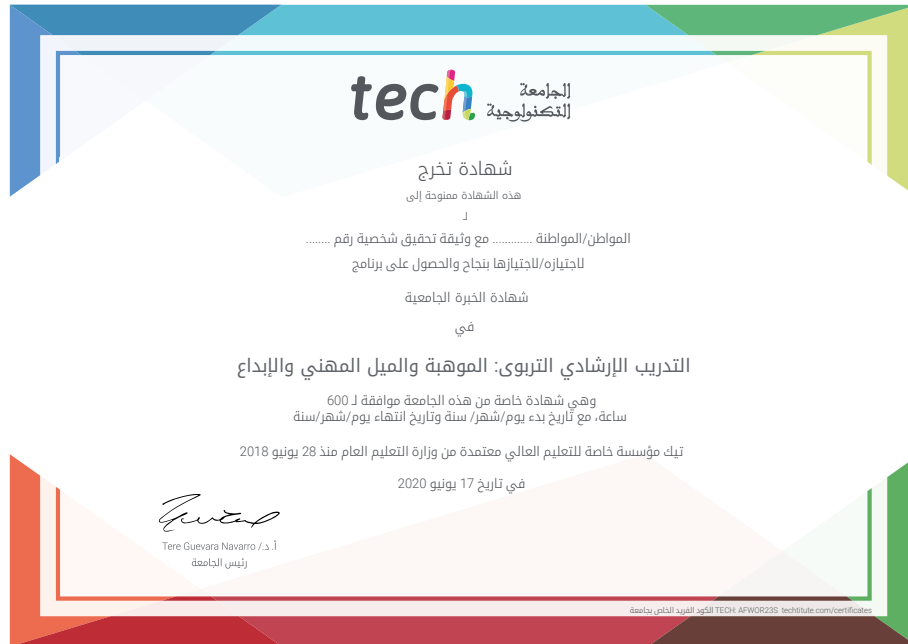 tech الجامعة
التكنولوجية
شهادة تخرج
هذه الشهادة ممنوحة إلى
لـ
المواطن/المواطنة ............ مع وثيقة تحقيق شخصية رقم ........
لاجتيازه/لاجتيازها بنجاح والحصول على برنامج
شهادة الخبرة الجامعية
في
التدريب الإرشادي التربوى: الموهبة والميل المهني والإبداع
وهي شهادة خاصة من هذه الجامعة موافقة لـ 600
ساعة، مع تاريخ بدء يوم/شهر/ سنة وتاريخ انتهاء يوم/شهر/سنة
تيك مؤسسة خاصة للتعليم العالي معتمدة من وزارة التعليم العام منذ 28 يونيو 2018
في تاريخ 17 يونيو 2020
أ. د./ Tere Guevara Navarro
رئيس الجامعة
الكود الفريد الخاص بجامعة TECH: AFWOR23S techtitute.com/certificates